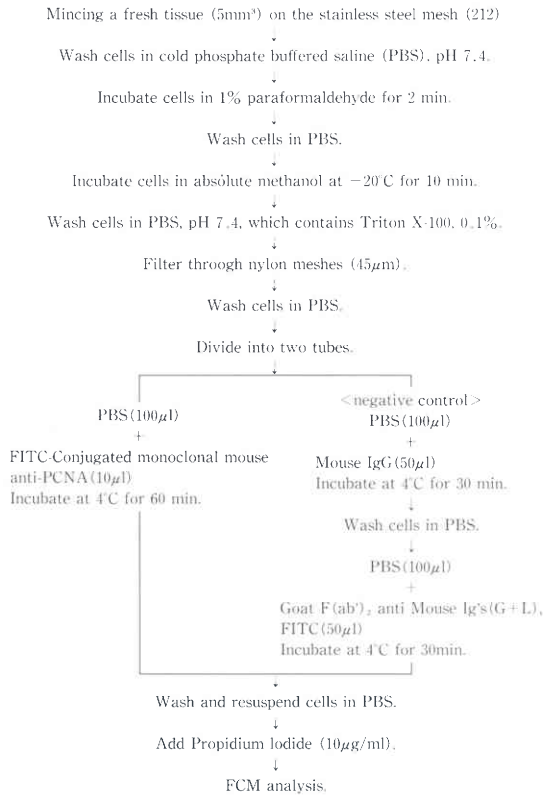 Mincing a fresh tissue (5mm³) on the stainless steel mesh (212)
↓
Wash cells in cold phosphate buffered saline (PBS). pH 7.4.
↓
Incubate cells in 1% paraformaldehyde for 2 min.
↓
Wash cells in PBS.
↓
Incubate cells in absolute methanol at −20°C for 10 min.
↓
Wash cells in PBS, pH 7.4, which contains Triton X-100, 0.1%.
↓
Filter throogh nylon meshes (45μm).
↓
Wash cells in PBS.
↓
Divide into two tubes.
↓
PBS(100μl)
+
FITC-Conjugated monoclonal mouse
anti-PCNA(10μl)
Incubate at 4°C for 60 min.
<negative control>
PBS(100μl)
+
Mouse IgG(50μl)
Incubate at 4°C for 30 min.
↓
Wash cells in PBS.
↓
PBS(100μl)
+
Goat F(ab')₂ anti Mouse Ig's(G+L),
FITC(50μl)
Incubate at 4°C for 30min.
↓
Wash and resuspend cells in PBS.
↓
Add Propidium Iodide (10μg/ml).
↓
FCM analysis.